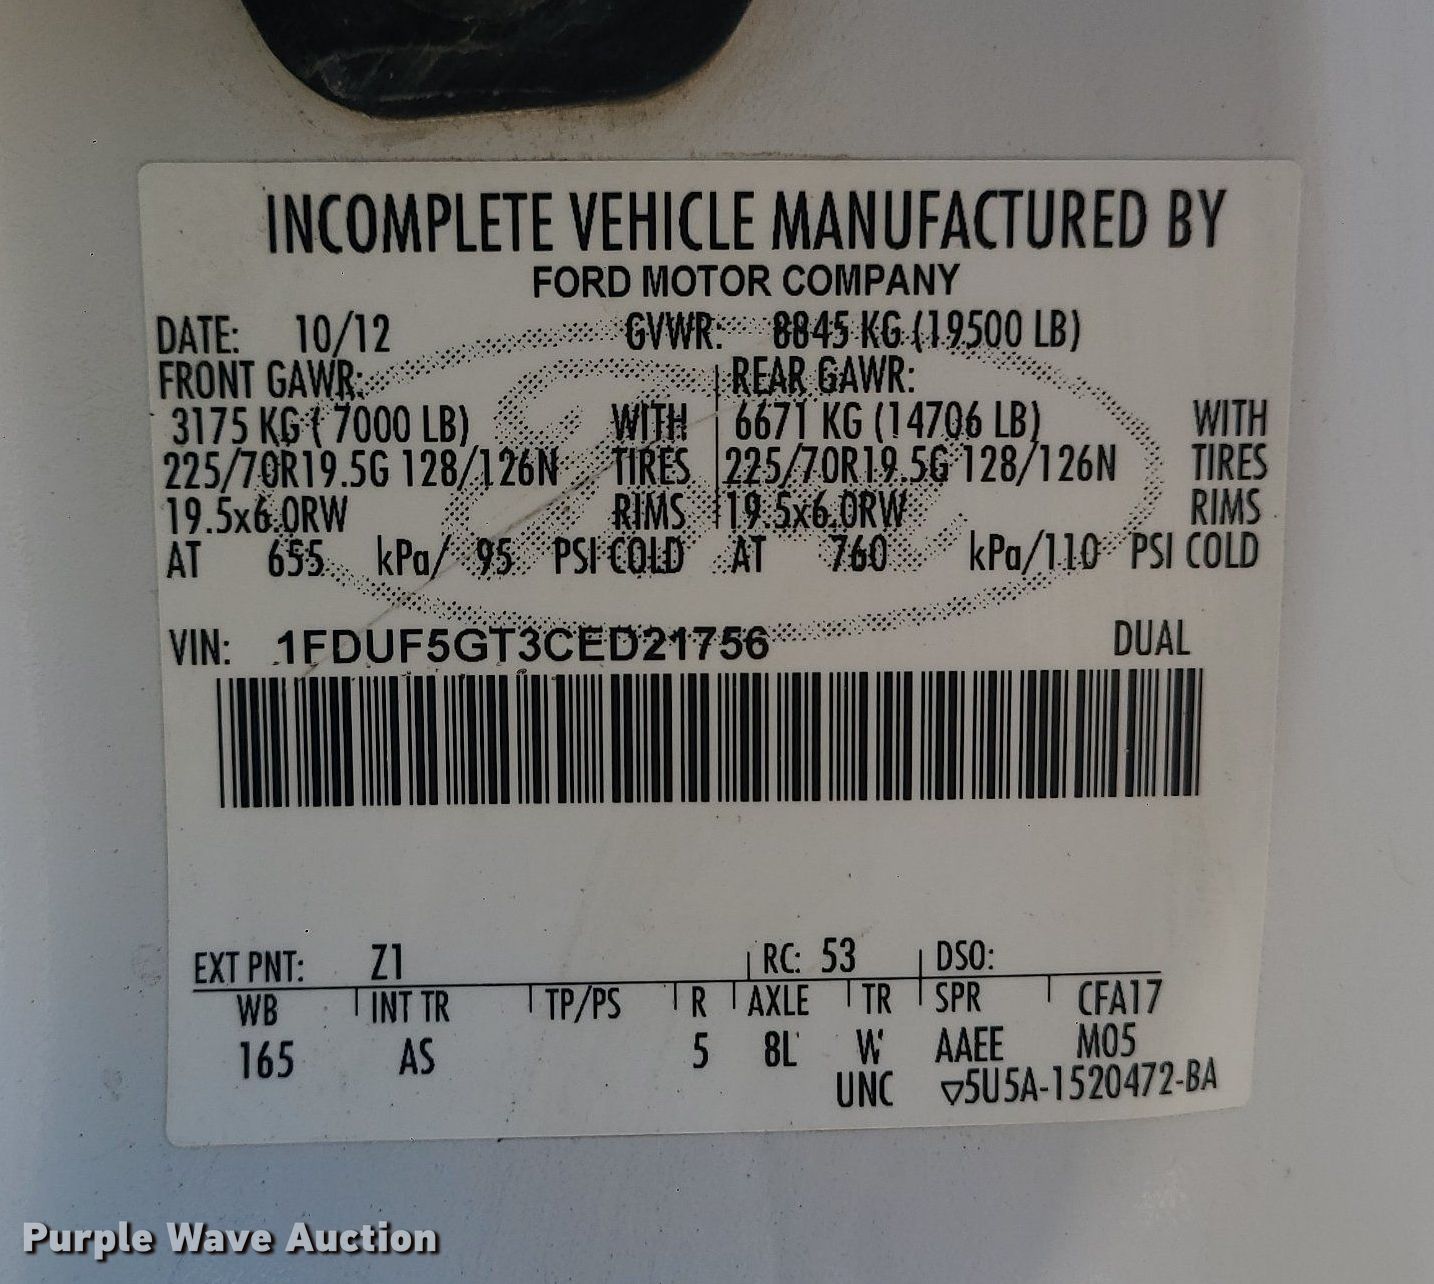 INCOMPLETE VEHICLE MANUFACTURED BY
FORD MOTOR COMPANY
DATE: 10/12 GVWR: 8845 KG (19500 LB)
FRONT GAWR: REAR GAWR:
3175 KG ( 7000 LB) WITH 6671 KG (14706 LB) WITH
225/70R19.5G 128/126N TIRES 225/70R19.5G 128/126N TIRES
19.5x6.0RW RIMS 19.5x6.0RW RIMS
AT 655 kPa/ 95 PSI COLD AT 760 kPa/110 PSI COLD
VIN: 1FDUF5GT3CED21756 DUAL
EXT PNT: Z1 RC: 53 DSO:
WB INT TR TP/PS R AXLE TR SPR CFA17
165 AS 5 8L W AAEE M05
UNC ▽5U5A-1520472-BA
Purple Wave Auction